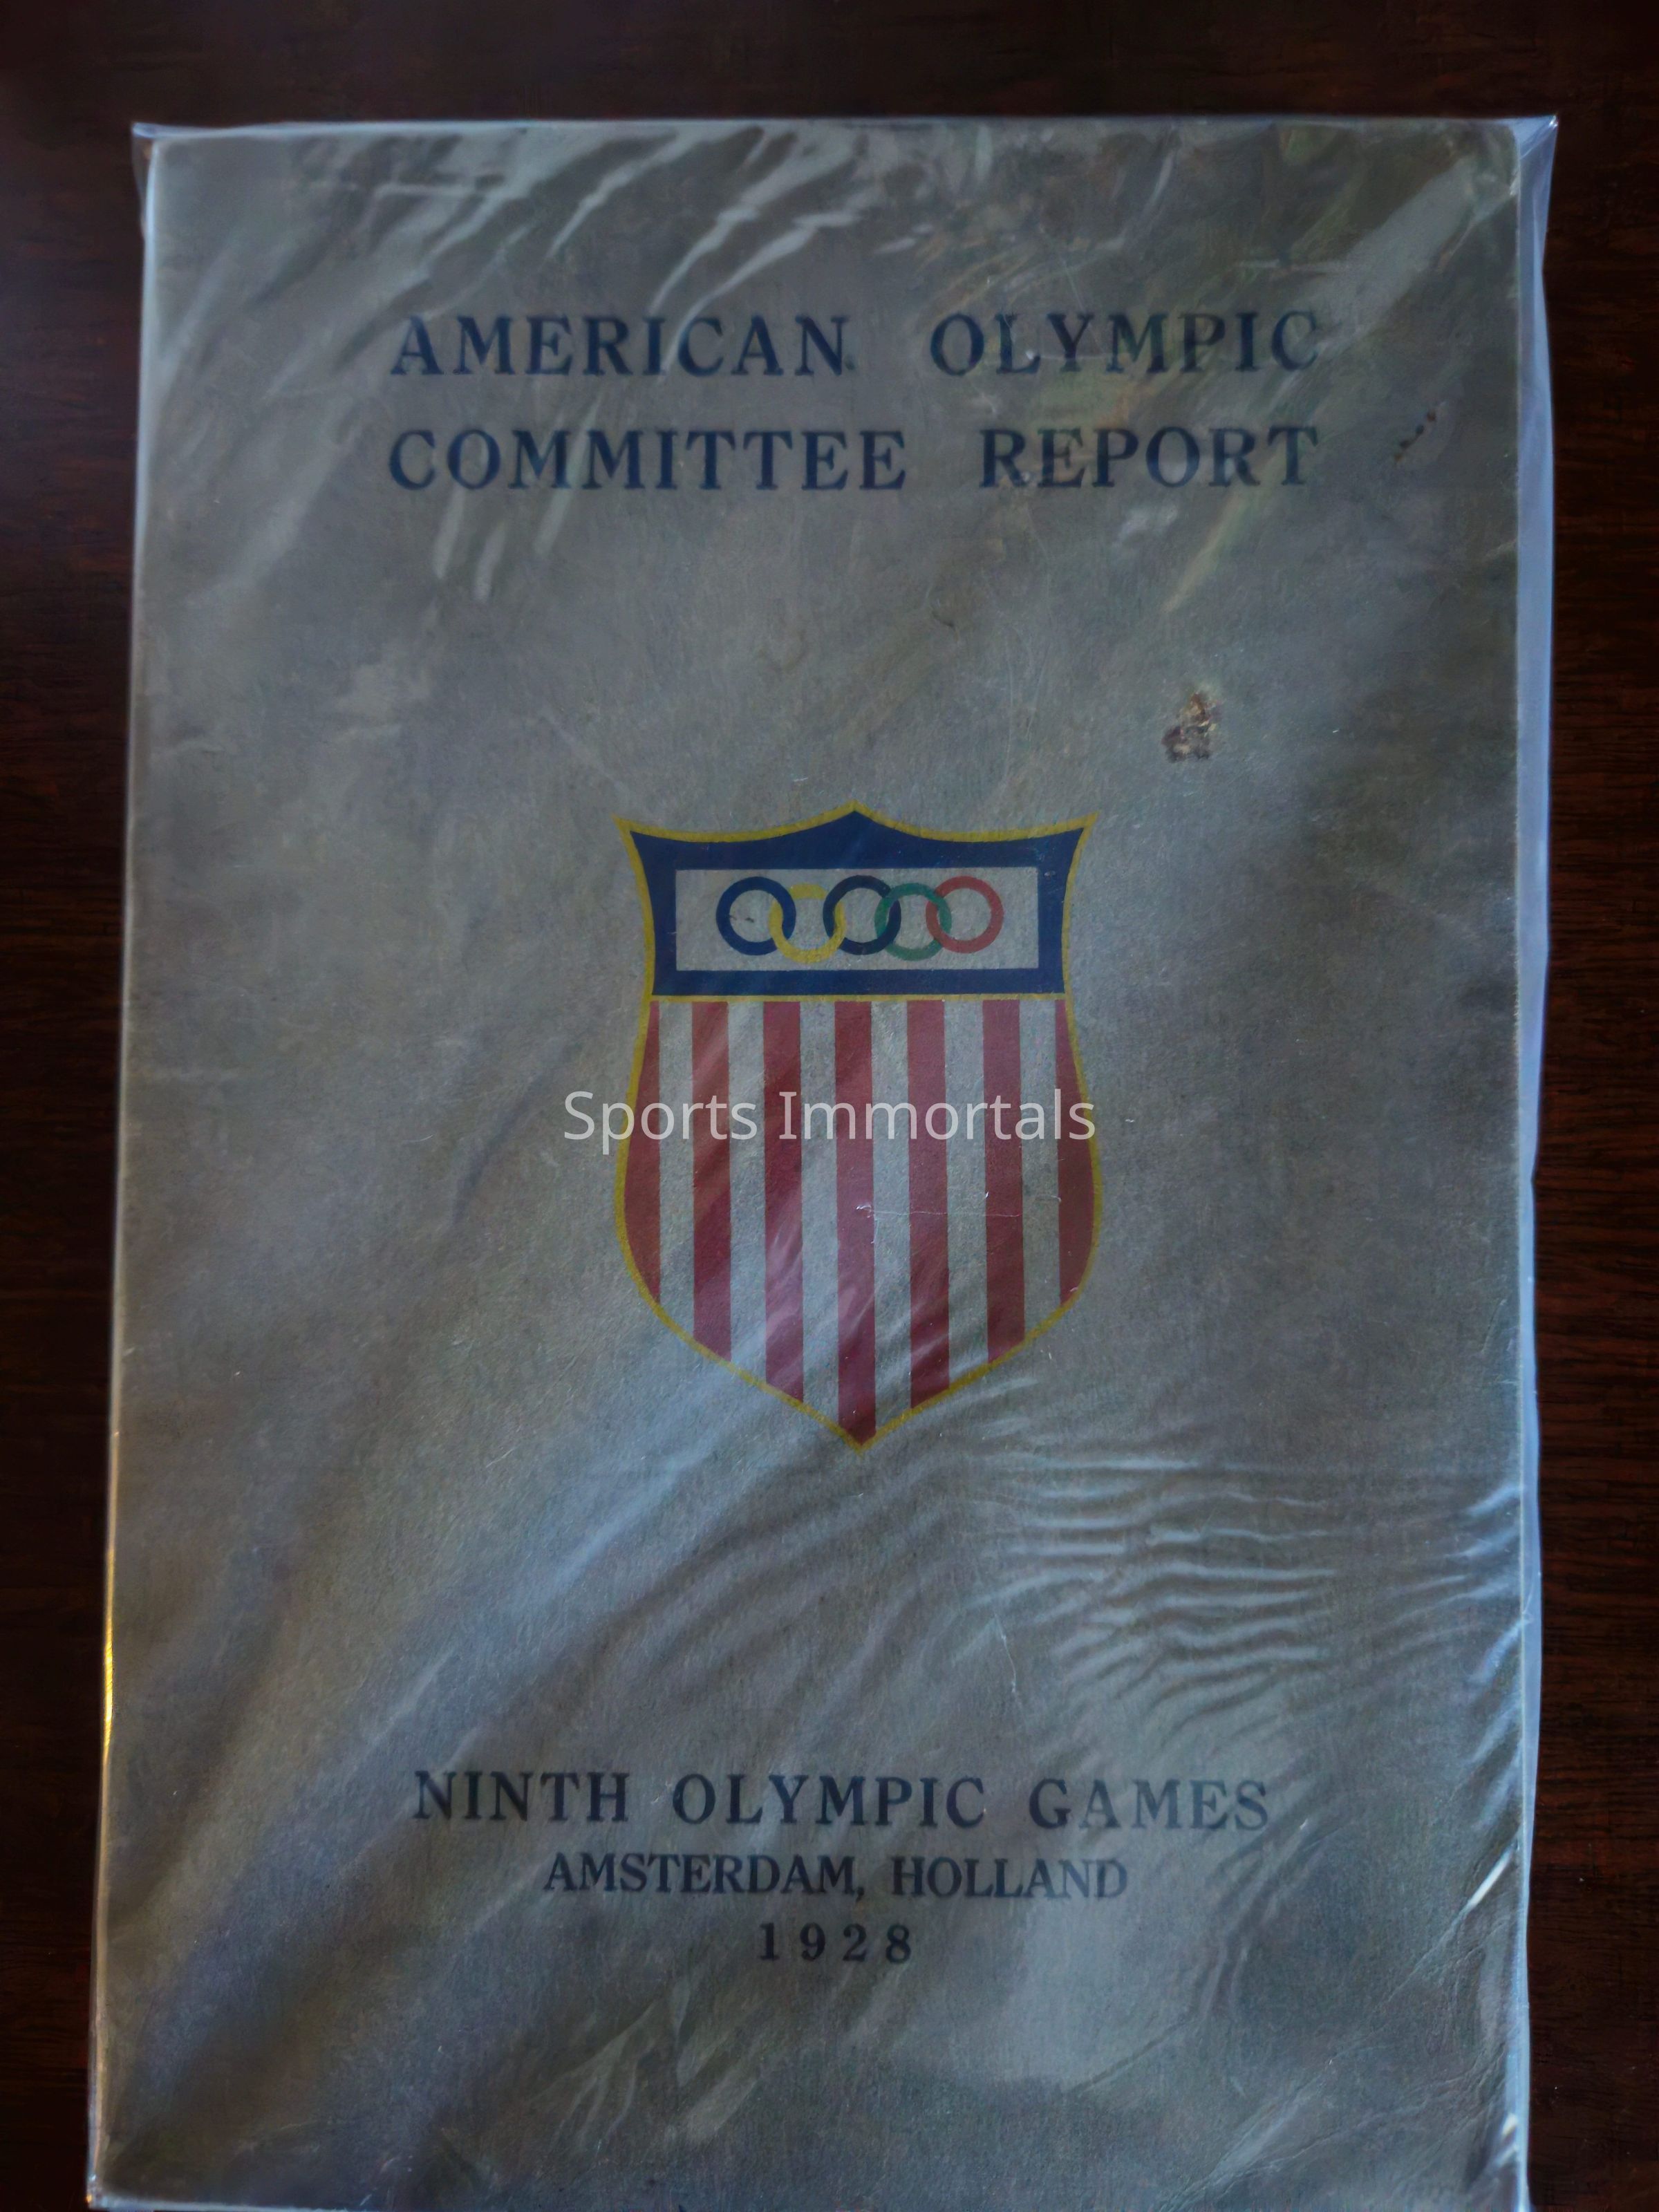 AMERICAN OLYMPIC
COMMITTEE REPORT
Sports Immortals
NINTH OLYMPIC GAMES
AMSTERDAM, HOLLAND
1928